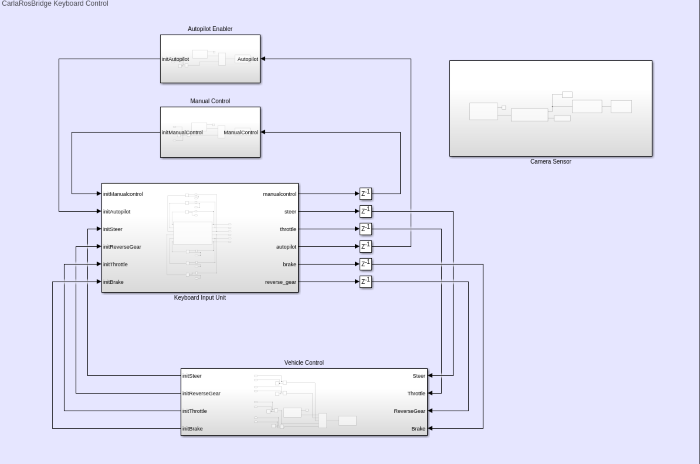 CarlaRosBridge Keyboard Control
Autopilot Enabler
initAutopilot
Autopilot
Manual Control
initManualControl
ManualControl
Camera Sensor
initManualcontrol
manualcontrol
Z-1
initAutopilot
steer
Z-1
initSteer
throttle
Z-1
initReverseGear
autopilot
Z-1
initThrottle
brake
Z-1
initBrake
reverse_gear
Z-1
Keyboard Input Unit
Vehicle Control
initSteer
Steer
initReverseGear
Throttle
initThrottle
ReverseGear
initBrake
Brake